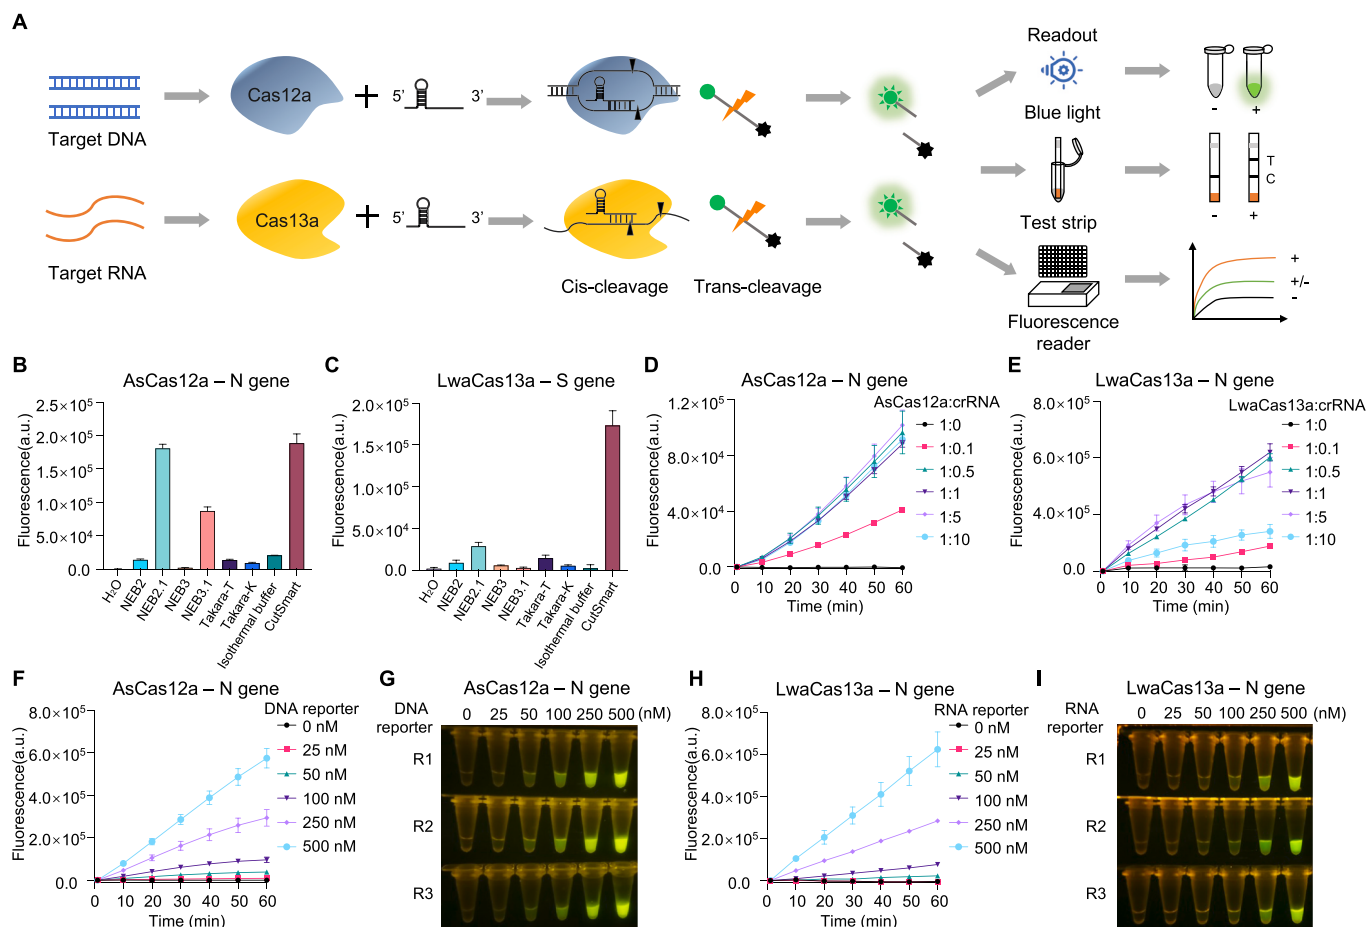 A
Target DNA
Cas12a
5'
3'
Readout
Blue light
-
+
Target RNA
Cas13a
5'
3'
Cis-cleavage
Trans-cleavage
Test strip
T
C
-
+
Fluorescence
reader
+
+/-
-
B
AsCas12a – N gene
Fluorescence(a.u.)
2.5×10⁵
2.0×10⁵
1.5×10⁵
1.0×10⁵
5.0×10⁴
0.0
H₂O
NEB2
NEB2.1
NEB3
NEB3.1
Takara-T
Takara-K
Isothermal buffer
CutSmart
C
LwaCas13a – S gene
Fluorescence(a.u.)
2.0×10⁵
1.5×10⁵
1.0×10⁵
5.0×10⁴
0.0
H₂O
NEB2
NEB2.1
NEB3
NEB3.1
Takara-T
Takara-K
Isothermal buffer
CutSmart
D
AsCas12a – N gene
Fluorescence(a.u.)
1.2×10⁵
8.0×10⁴
4.0×10⁴
0.0
0 10 20 30 40 50 60
Time (min)
AsCas12a:crRNA
1:0
1:0.1
1:0.5
1:1
1:5
1:10
E
LwaCas13a – N gene
Fluorescence(a.u.)
8.0×10⁵
6.0×10⁵
4.0×10⁵
2.0×10⁵
0.0
0 10 20 30 40 50 60
Time (min)
LwaCas13a:crRNA
1:0
1:0.1
1:0.5
1:1
1:5
1:10
F
AsCas12a – N gene
Fluorescence(a.u.)
8.0×10⁵
6.0×10⁵
4.0×10⁵
2.0×10⁵
0.0
0 10 20 30 40 50 60
Time (min)
DNA reporter
0 nM
25 nM
50 nM
100 nM
250 nM
500 nM
G
AsCas12a – N gene
DNA
reporter
0 25 50 100 250 500 (nM)
R1
R2
R3
H
LwaCas13a – N gene
Fluorescence(a.u.)
8.0×10⁵
6.0×10⁵
4.0×10⁵
2.0×10⁵
0.0
0 10 20 30 40 50 60
Time (min)
RNA reporter
0 nM
25 nM
50 nM
100 nM
250 nM
500 nM
I
LwaCas13a – N gene
RNA
reporter
0 25 50 100 250 500 (nM)
R1
R2
R3